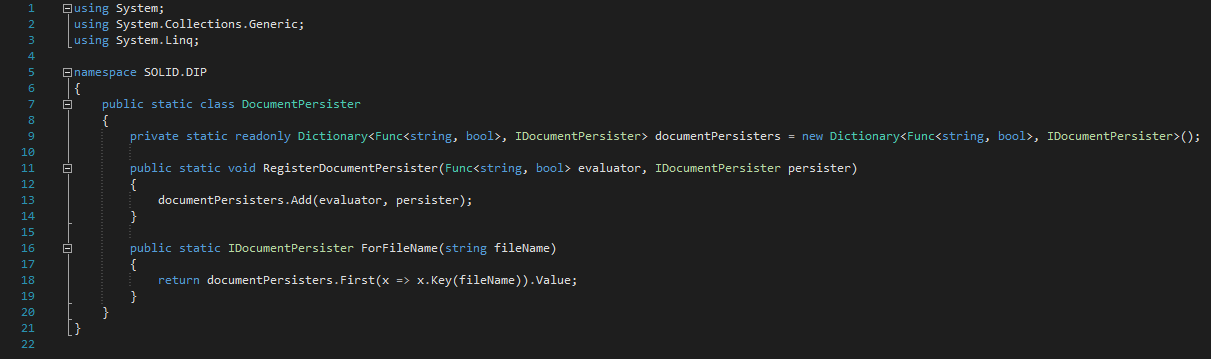 1 using System;
2 using System.Collections.Generic;
3 using System.Linq;
4
5 namespace SOLID.DIP
6 {
7     public static class DocumentPersister
8     {
9         private static readonly Dictionary<Func<string, bool>, IDocumentPersister> documentPersisters = new Dictionary<Func<string, bool>, IDocumentPersister>();
10
11         public static void RegisterDocumentPersister(Func<string, bool> evaluator, IDocumentPersister persister)
12         {
13             documentPersisters.Add(evaluator, persister);
14         }
15
16         public static IDocumentPersister ForFileName(string fileName)
17         {
18             return documentPersisters.First(x => x.Key(fileName)).Value;
19         }
20     }
21 }
22